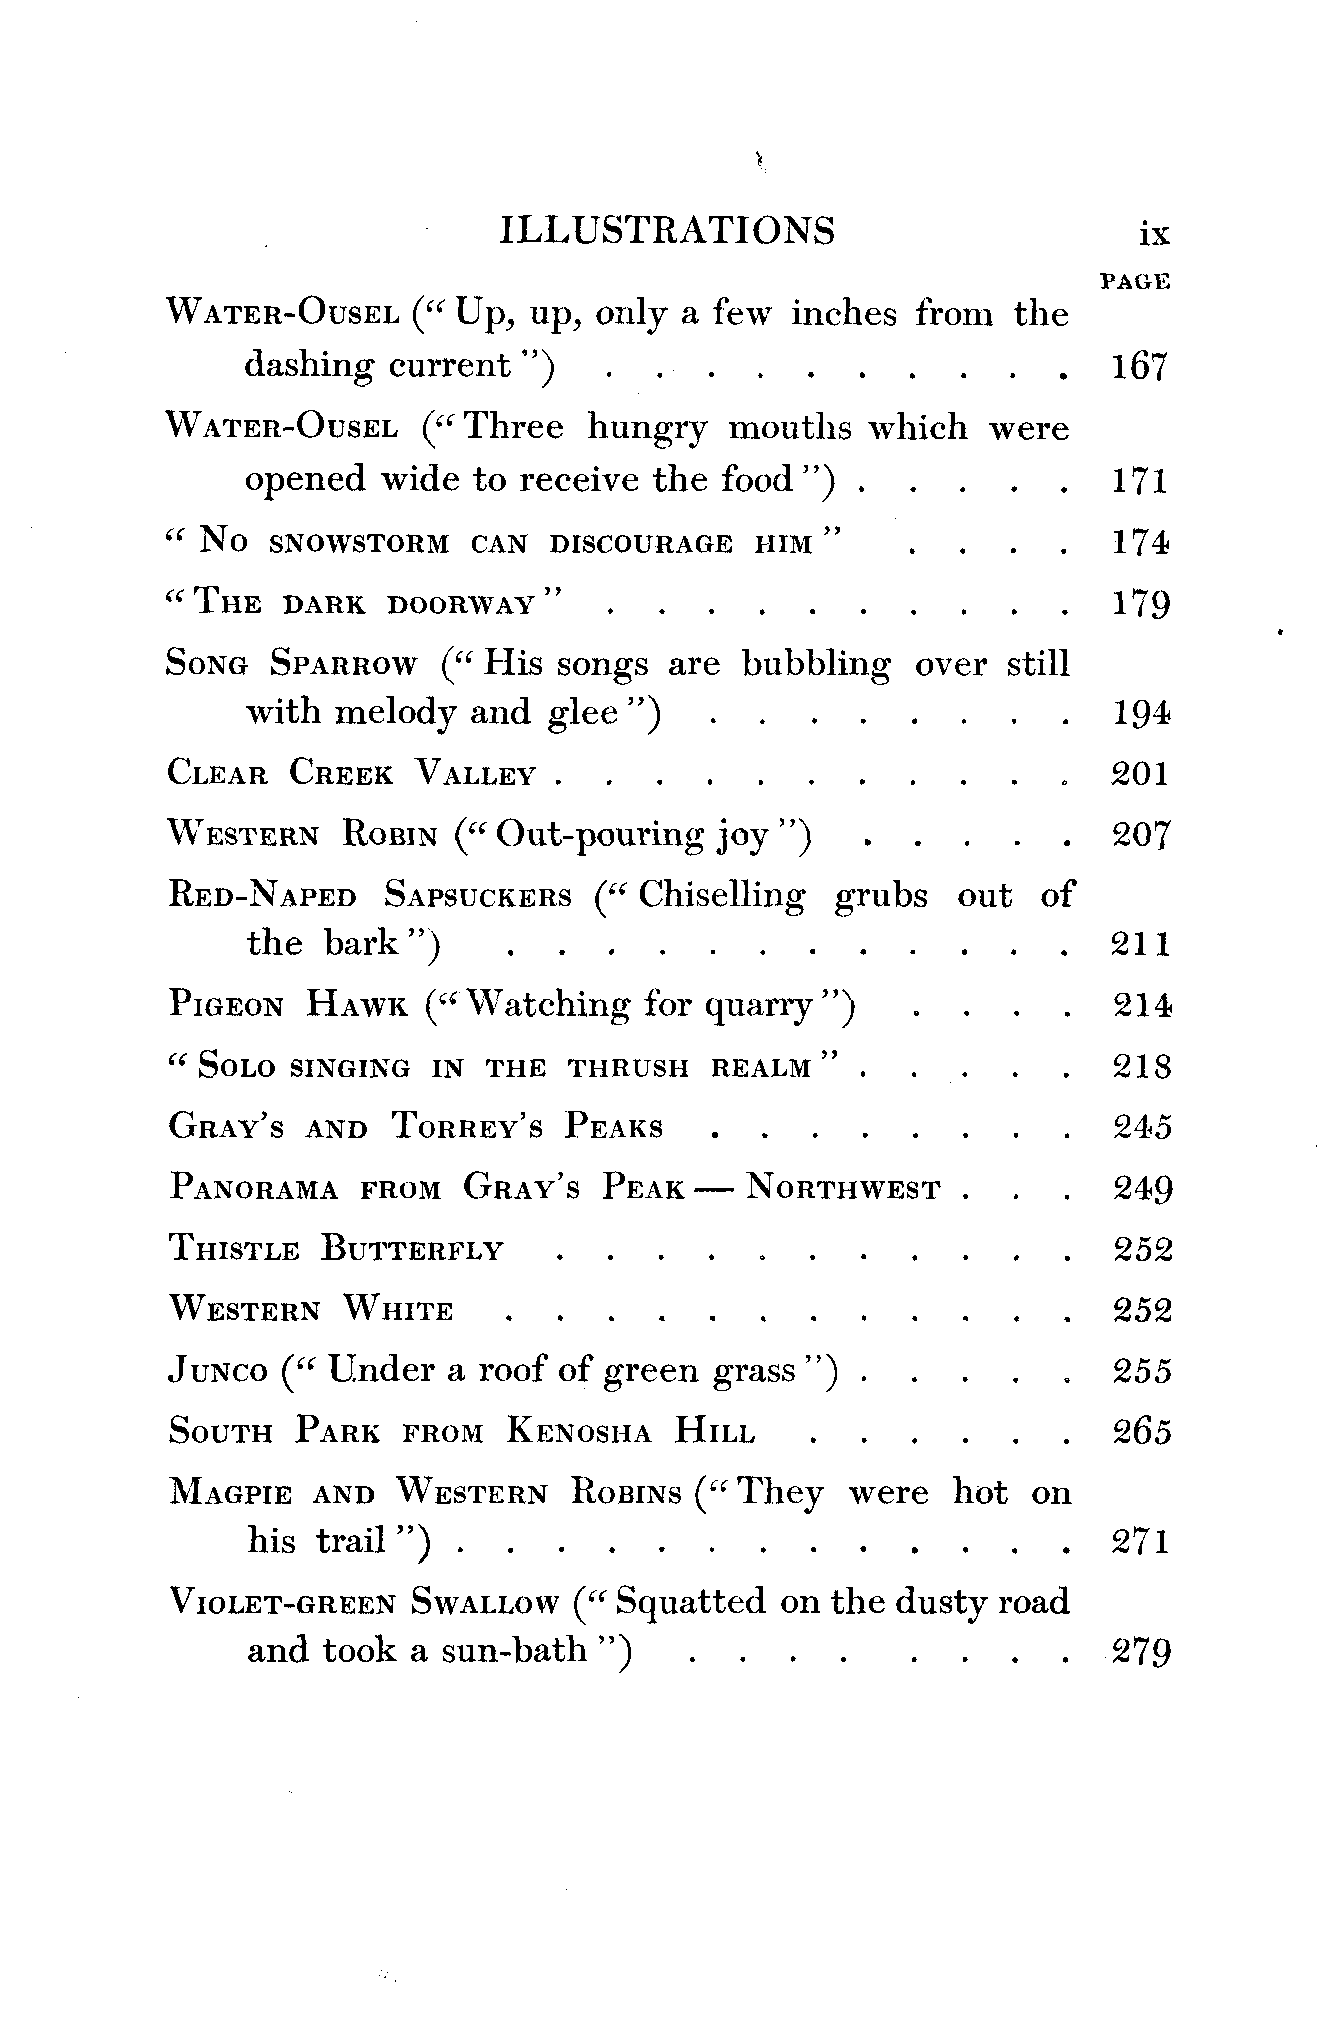 ILLUSTRATIONS ix
PAGE
Water-Ousel (“Up, up, only a few inches from the
dashing current”) . . . . . . . . . . 167
Water-Ousel (“Three hungry mouths which were
opened wide to receive the food”) . . . . . 171
“No snowstorm can discourage him” . . . . 174
“The dark doorway” . . . . . . . . . . 179
Song Sparrow (“His songs are bubbling over still
with melody and glee”) . . . . . . . . 194
Clear Creek Valley . . . . . . . . . . . 201
Western Robin (“Out-pouring joy”) . . . . . 207
Red-Naped Sapsuckers (“Chiselling grubs out of
the bark”) . . . . . . . . . . . . 211
Pigeon Hawk (“Watching for quarry”) . . . . 214
“Solo singing in the thrush realm” . . . . . 218
Gray’s and Torrey’s Peaks . . . . . . . . 245
Panorama from Gray’s Peak — Northwest . . . 249
Thistle Butterfly . . . . . . . . . . . 252
Western White . . . . . . . . . . . . 252
Junco (“Under a roof of green grass”) . . . . . 255
South Park from Kenosha Hill . . . . . . 265
Magpie and Western Robins (“They were hot on
his trail”) . . . . . . . . . . . . . 271
Violet-green Swallow (“Squatted on the dusty road
and took a sun-bath”) . . . . . . . . 279